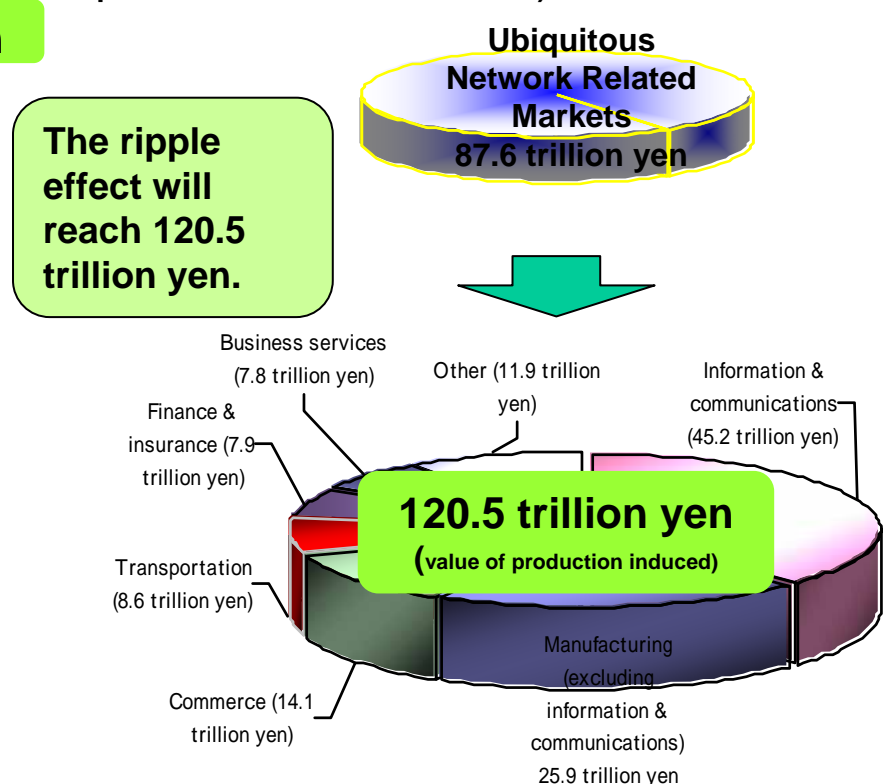 Ubiquitous
Network Related
Markets
87.6 trillion yen
The ripple
effect will
reach 120.5
trillion yen.
Business services
(7.8 trillion yen)
Other (11.9 trillion
yen)
Information &
communications
(45.2 trillion yen)
Finance &
insurance (7.9
trillion yen)
120.5 trillion yen
(value of production induced)
Transportation
(8.6 trillion yen)
Manufacturing
(excluding
information &
communications)
25.9 trillion yen
Commerce (14.1
trillion yen)